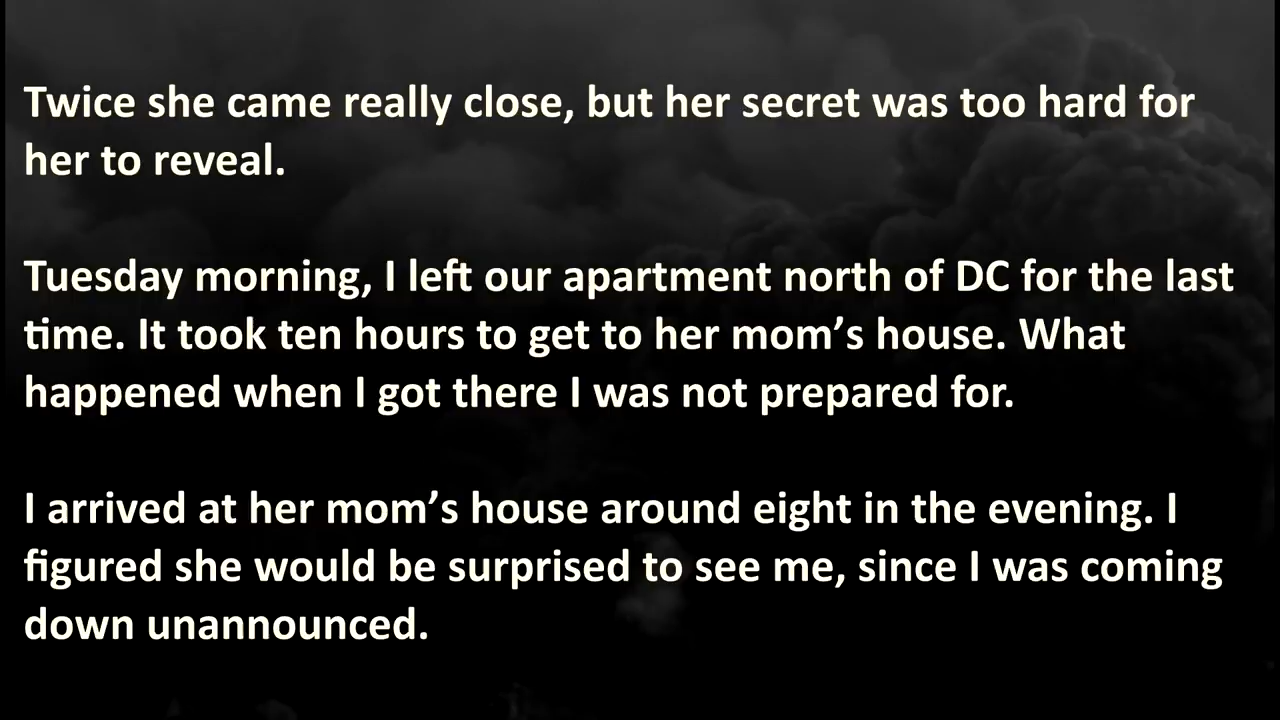 Twice she came really close, but her secret was too hard for
her to reveal.
Tuesday morning, I left our apartment north of DC for the last
time. It took ten hours to get to her mom’s house. What
happened when I got there I was not prepared for.
I arrived at her mom’s house around eight in the evening. I
figured she would be surprised to see me, since I was coming
down unannounced.